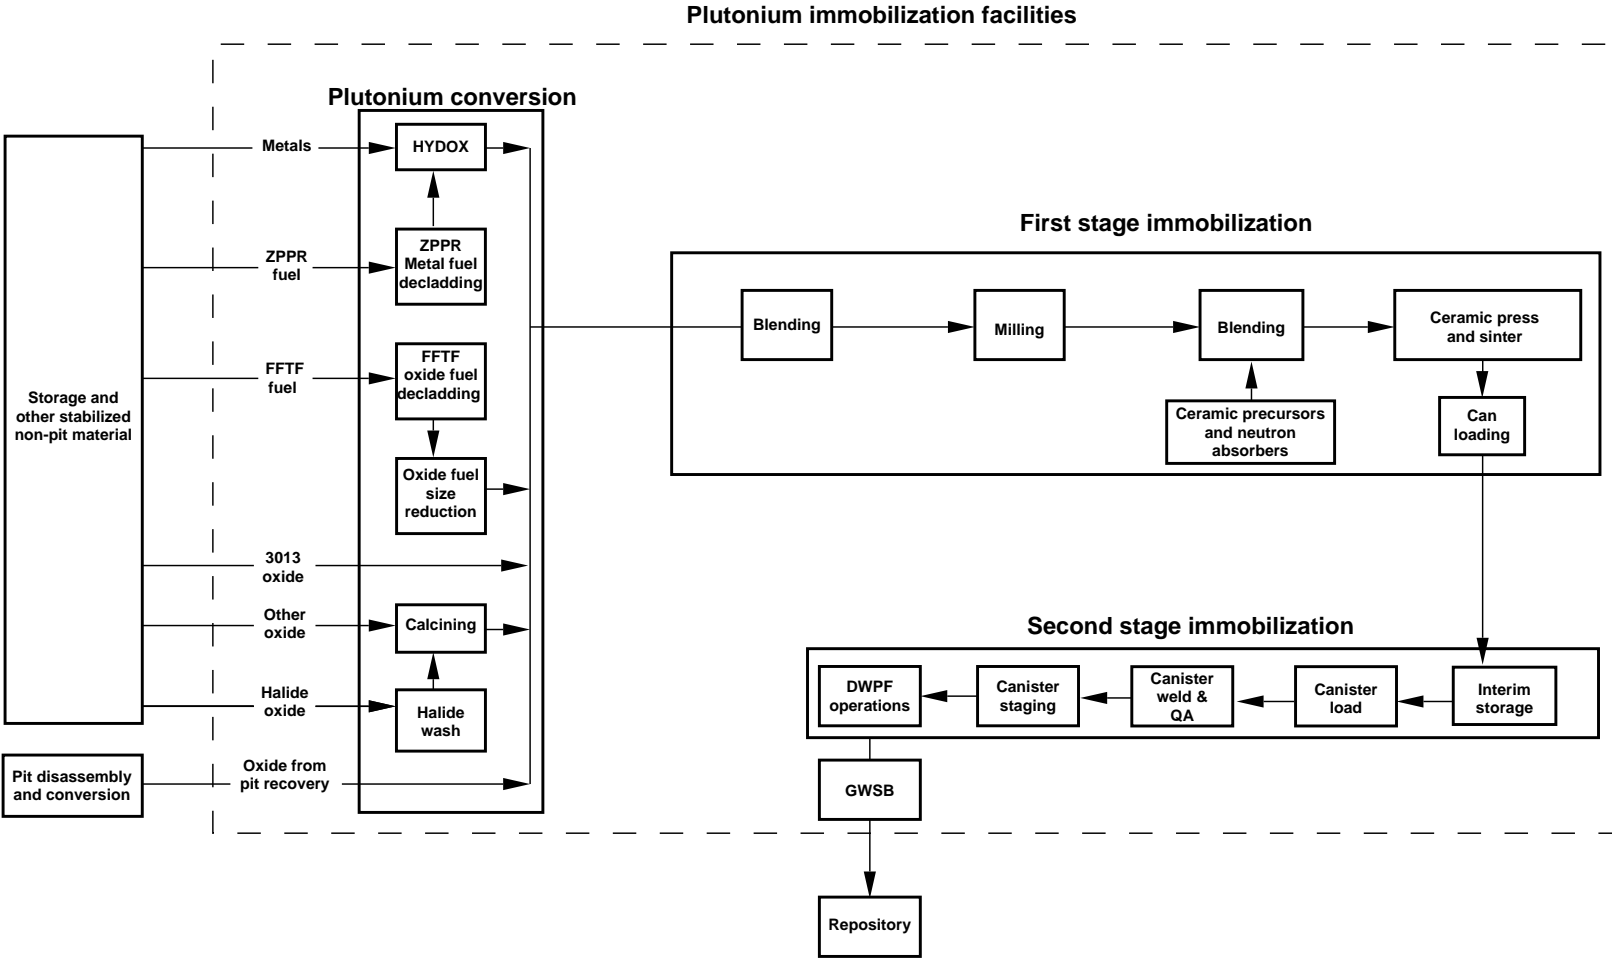 Plutonium immobilization facilities
Plutonium conversion
Metals
HYDOX
ZPPR
fuel
ZPPR
Metal fuel
decladding
FFTF
fuel
FFTF
oxide fuel
decladding
Storage and
other stabilized
non-pit material
Oxide fuel
size
reduction
3013
oxide
Other
oxide
Calcining
Halide
oxide
Halide
wash
Pit disassembly
and conversion
Oxide from
pit recovery
First stage immobilization
Blending
Milling
Blending
Ceramic press
and sinter
Ceramic precursors
and neutron
absorbers
Can
loading
Second stage immobilization
DWPF
operations
Canister
staging
Canister
weld &
QA
Canister
load
Interim
storage
GWSB
Repository